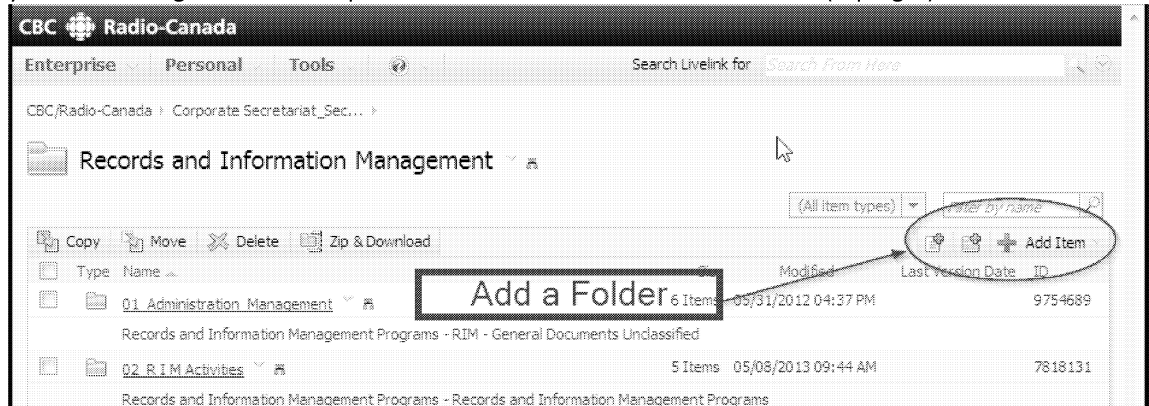 CBC Radio-Canada
Enterprise Personal Tools Search Livelink for Search From Here
CBC/Radio-Canada Corporate Secretariat_Sec...
Records and Information Management
(All item types) Filter by name
Copy Move Delete Zip & Download Add Item
Type Name Modified Last Version Date ID
Add a Folder
01 Administration Management 6 Items 05/31/2012 04:37 PM 9754689
Records and Information Management Programs - RIM - General Documents Unclassified
02 R I M Activities 5 Items 05/08/2013 09:44 AM 7818131
Records and Information Management Programs - Records and Information Management Programs